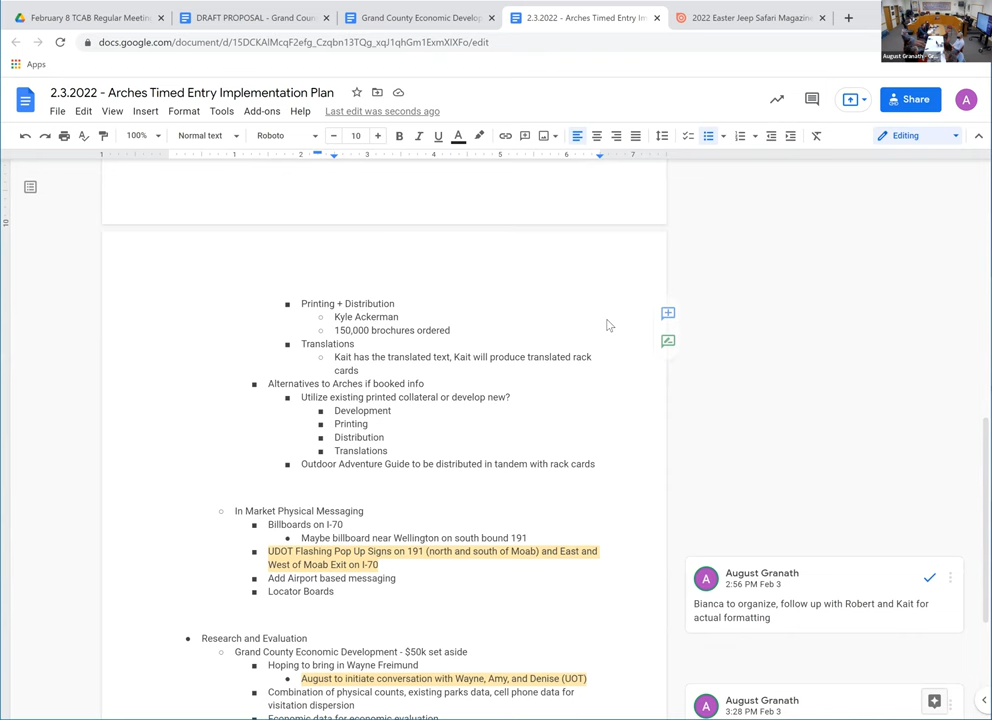 February 8 TCAB Regular Meeting
DRAFT PROPOSAL - Grand Coun
Grand County Economic Develop
2.3.2022 - Arches Timed Entry Im
2022 Easter Jeep Safari Magazine
docs.google.com/document/d/15DCKAlMcqF2efg_Czqbn13TQg_xqJ1qhGm1ExmXIXFo/edit
August Granath - Gr...
Apps
2.3.2022 - Arches Timed Entry Implementation Plan
File Edit View Insert Format Tools Add-ons Help Last edit was seconds ago
Share
A
100% Normal text Roboto 10 B I U A Editing
1 1 2 3 4 5 6 7
Printing + Distribution
Kyle Ackerman
150,000 brochures ordered
Translations
Kait has the translated text, Kait will produce translated rack
cards
Alternatives to Arches if booked info
Utilize existing printed collateral or develop new?
Development
Printing
Distribution
Translations
Outdoor Adventure Guide to be distributed in tandem with rack cards
In Market Physical Messaging
Billboards on I-70
Maybe billboard near Wellington on south bound 191
UDOT Flashing Pop Up Signs on 191 (north and south of Moab) and East and
West of Moab Exit on I-70
Add Airport based messaging
Locator Boards
Research and Evaluation
Grand County Economic Development - $50k set aside
Hoping to bring in Wayne Freimund
August to initiate conversation with Wayne, Amy, and Denise (UOT)
Combination of physical counts, existing parks data, cell phone data for
visitation dispersion
Economic data for economic evaluation
A
August Granath
2:56 PM Feb 3
Bianca to organize, follow up with Robert and Kait for
actual formatting
A
August Granath
3:28 PM Feb 3